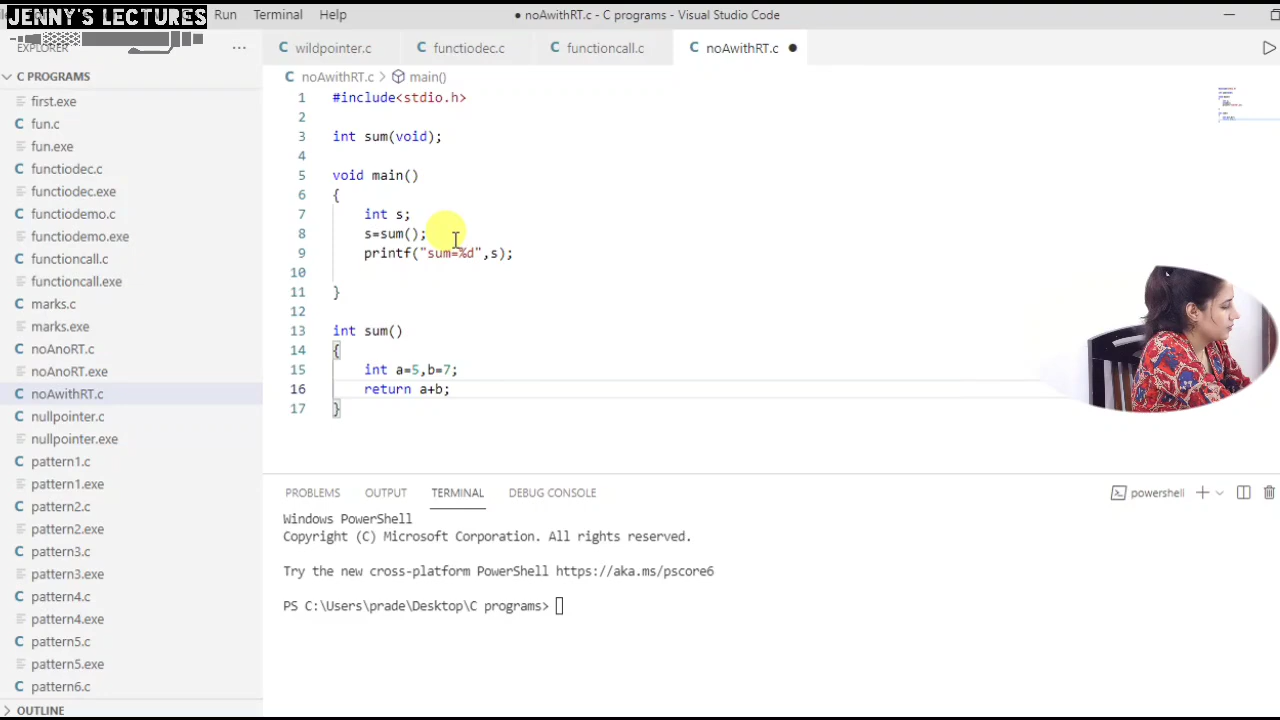 JENNY'S LECTURES
Run Terminal Help
● noAwithRT.c - C programs - Visual Studio Code
EXPLORER ···
wildpointer.c functiodec.c functioncall.c noAwithRT.c ●
noAwithRT.c > main()
C PROGRAMS
first.exe
fun.c
fun.exe
functiodec.c
functiodec.exe
functiodemo.c
functiodemo.exe
functioncall.c
functioncall.exe
marks.c
marks.exe
noAnoRT.c
noAnoRT.exe
noAwithRT.c
nullpointer.c
nullpointer.exe
pattern1.c
pattern1.exe
pattern2.c
pattern2.exe
pattern3.c
pattern3.exe
pattern4.c
pattern4.exe
pattern5.c
pattern5.exe
pattern6.c
OUTLINE
1 #include<stdio.h>
2
3 int sum(void);
4
5 void main()
6 {
7 int s;
8 s=sum();
9 printf("sum=%d",s);
10
11 }
12
13 int sum()
14 {
15 int a=5,b=7;
16 return a+b;
17 }
PROBLEMS OUTPUT TERMINAL DEBUG CONSOLE
powershell
Windows PowerShell
Copyright (C) Microsoft Corporation. All rights reserved.
Try the new cross-platform PowerShell https://aka.ms/pscore6
PS C:\Users\prade\Desktop\C programs>